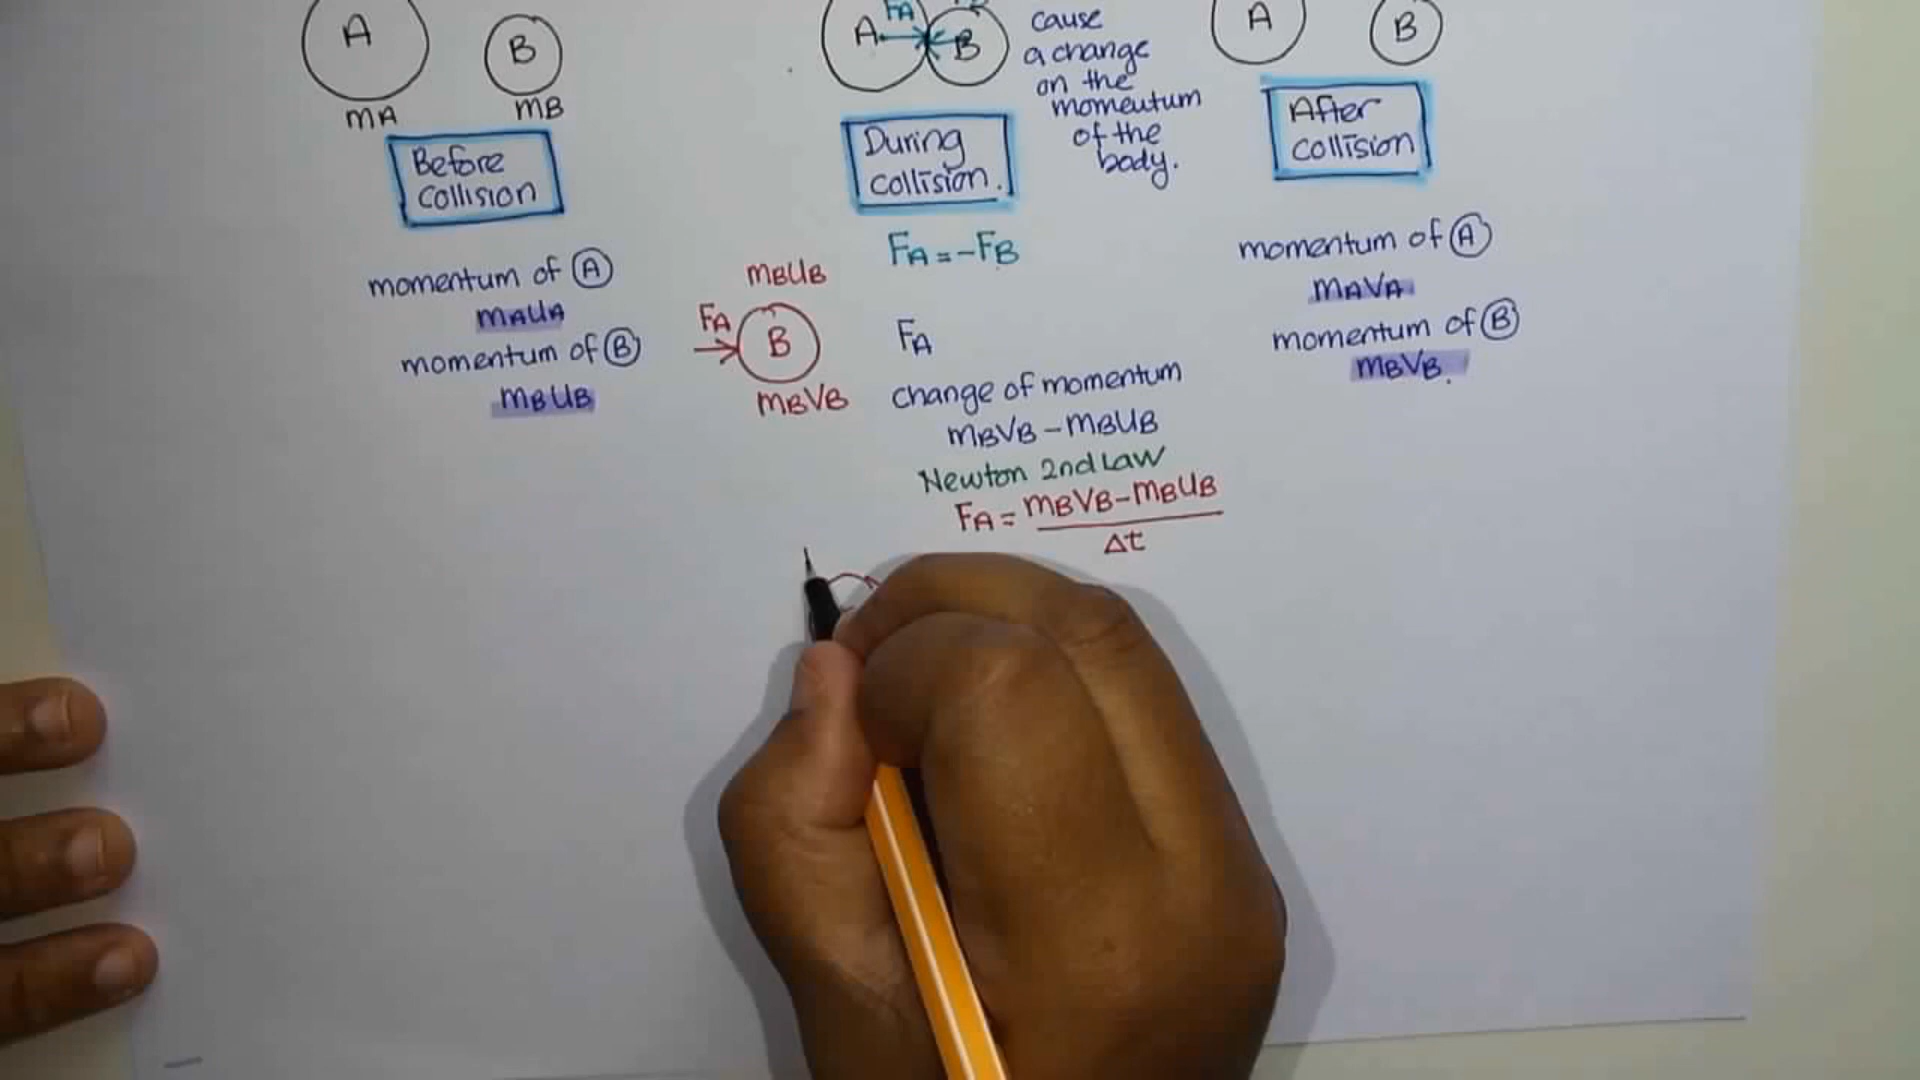 A
B
mA
mB
Before
collision
momentum of A
mAUA
momentum of B
mBUB
FA
A
B
cause
a change
on the
momentum
of the
body.
During
collision.
FA = -FB
mBUB
FA
B
mBVB
FA
change of momentum
mBVB - mBUB
Newton 2nd Law
FA = mBVB - mBUB
Δt
A
B
After
collision
momentum of A
mAVA
momentum of B
mBVB.